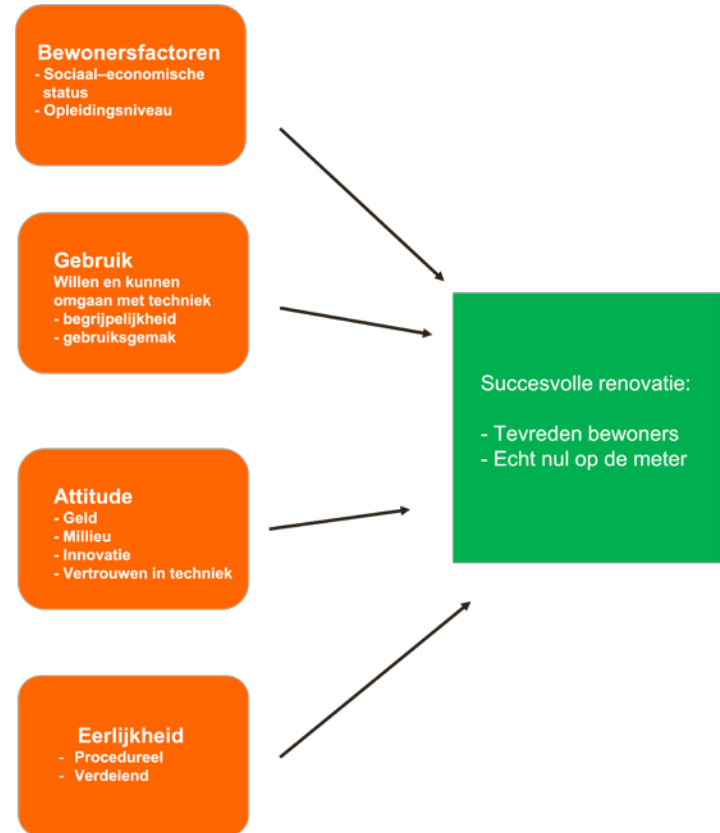 Bewonersfactoren
- Sociaal–economische
status
- Opleidingsniveau
Gebruik
Willen en kunnen
omgaan met techniek
- begrijpelijkheid
- gebruiksgemak
Attitude
- Geld
- Millieu
- Innovatie
- Vertrouwen in techniek
Eerlijkheid
- Procedureel
- Verdelend
Succesvolle renovatie:
- Tevreden bewoners
- Echt nul op de meter